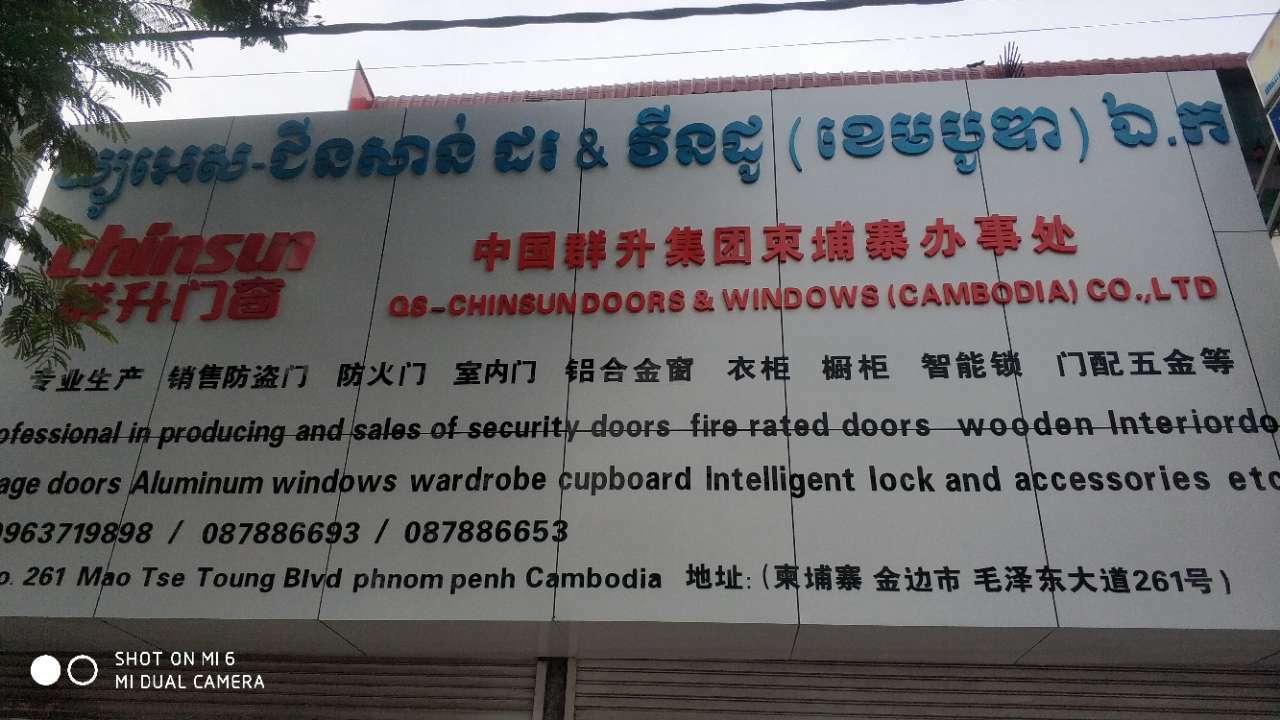 ឃ្យូអេស-ជីនសាន់ ដរ & វីនដូ (ខេមបូឌា) ឯ.ក
chinsun
群升门窗
中国群升集团柬埔寨办事处
QS-CHINSUN DOORS & WINDOWS (CAMBODIA) CO.,LTD
专业生产 销售防盗门 防火门 室内门 铝合金窗 衣柜 橱柜 智能锁 门配五金等
ofessional in producing and sales of security doors fire rated doors wooden Interiordo
age doors Aluminum windows wardrobe cupboard Intelligent lock and accessories etc
0963719898 / 087886693 / 087886653
o. 261 Mao Tse Toung Blvd phnom penh Cambodia 地址:(柬埔寨 金边市 毛泽东大道261号)
SHOT ON MI 6
MI DUAL CAMERA